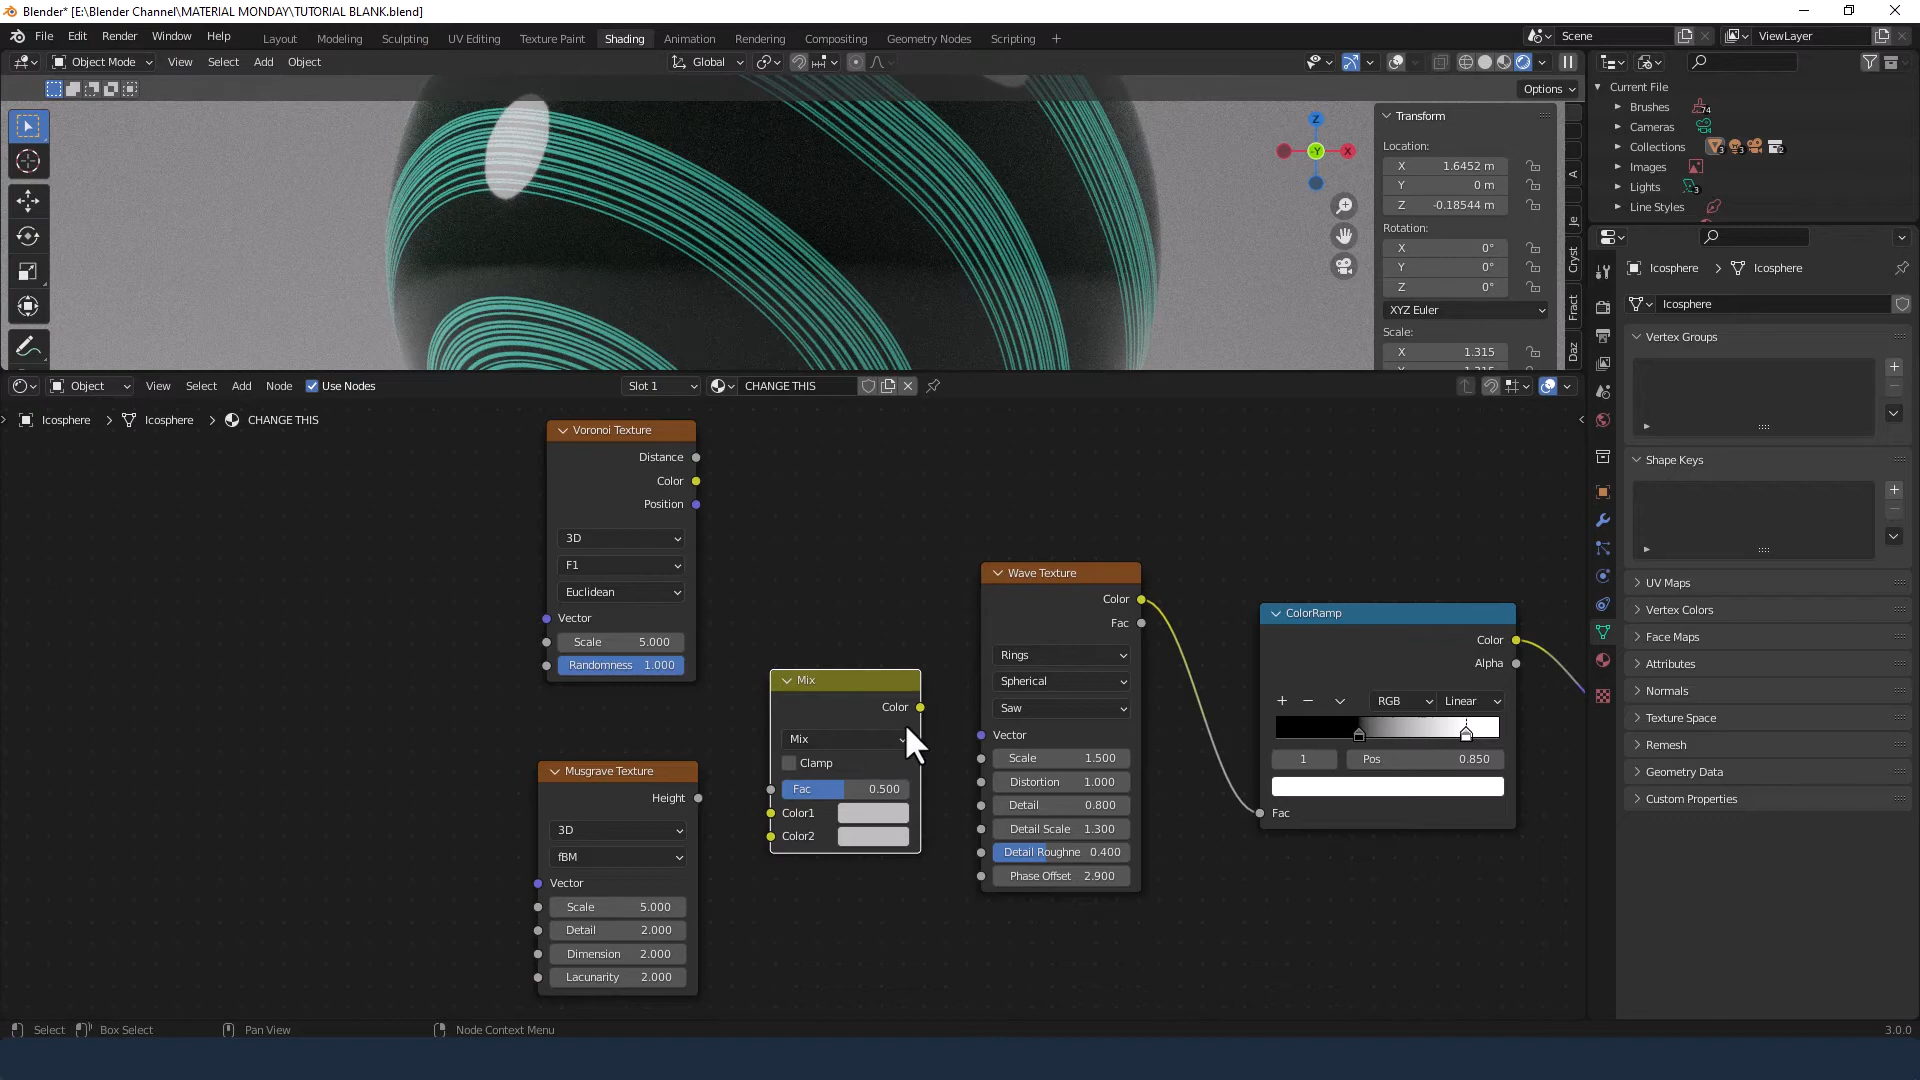 Blender* [E:\Blender Channel\MATERIAL MONDAY\TUTORIAL BLANK.blend]
File Edit Render Window Help Layout Modeling Sculpting UV Editing Texture Paint Shading Animation Rendering Compositing Geometry Nodes Scripting + Scene ViewLayer
Object Mode View Select Add Object Global
Options
Current File
Brushes 74
Cameras
Collections 3 3 2
Images
Lights 3
Line Styles
Z
-Y
X
Transform
Location:
X 1.6452 m
Y 0 m
Z -0.18544 m
Rotation:
X 0°
Y 0°
Z 0°
XYZ Euler
Scale:
X 1.315
A
Je
Cryst
Fract
Daz
Object View Select Add Node Use Nodes Slot 1 CHANGE THIS
Icosphere > Icosphere > CHANGE THIS
Voronoi Texture
Distance
Color
Position
3D
F1
Euclidean
Vector
Scale 5.000
Randomness 1.000
Musgrave Texture
Height
3D
fBM
Vector
Scale 5.000
Detail 2.000
Dimension 2.000
Lacunarity 2.000
Mix
Color
Mix
Clamp
Fac 0.500
Color1
Color2
Wave Texture
Color
Fac
Rings
Spherical
Saw
Vector
Scale 1.500
Distortion 1.000
Detail 0.800
Detail Scale 1.300
Detail Roughne 0.400
Phase Offset 2.900
ColorRamp
Color
Alpha
RGB Linear
1 Pos 0.850
Fac
Icosphere > Icosphere
Icosphere
Vertex Groups
Shape Keys
UV Maps
Vertex Colors
Face Maps
Attributes
Normals
Texture Space
Remesh
Geometry Data
Custom Properties
Select Box Select Pan View Node Context Menu 3.0.0